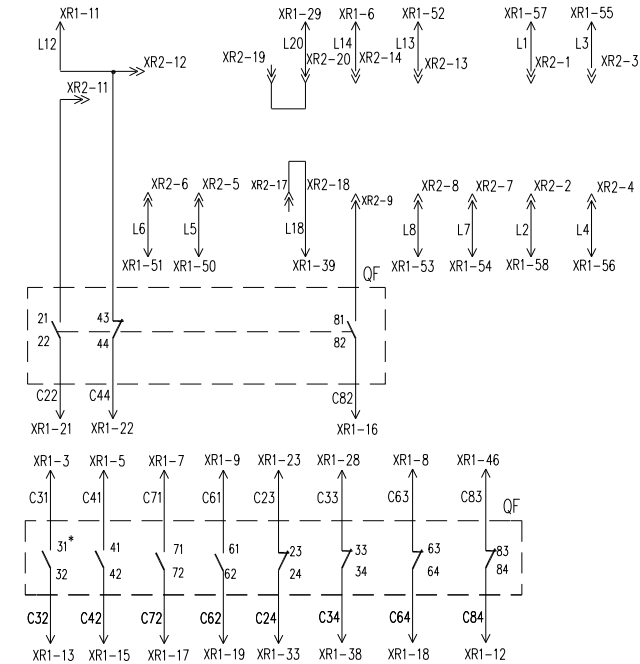 XR1-11 XR1-29 XR1-6 XR1-52 XR1-57 XR1-55
L12 L20 L14 L13 L1 L3
XR2-12 XR2-19 XR2-20 XR2-14 XR2-13 XR2-1 XR2-3
XR2-11
XR2-6 XR2-5 XR2-17 XR2-18 XR2-9 XR2-8 XR2-7 XR2-2 XR2-4
L6 L5 L18 L8 L7 L2 L4
XR1-51 XR1-50 XR1-39 XR1-53 XR1-54 XR1-58 XR1-56
QF
21 43 81
22 44 82
C22 C44 C82
XR1-21 XR1-22 XR1-16
XR1-3 XR1-5 XR1-7 XR1-9 XR1-23 XR1-28 XR1-8 XR1-46
C31 C41 C71 C61 C23 C33 C63 C83
QF
31* 41 71 61 23 33 63 83
32 42 72 62 24 34 64 84
C32 C42 C72 C62 C24 C34 C64 C84
XR1-13 XR1-15 XR1-17 XR1-19 XR1-33 XR1-38 XR1-18 XR1-12